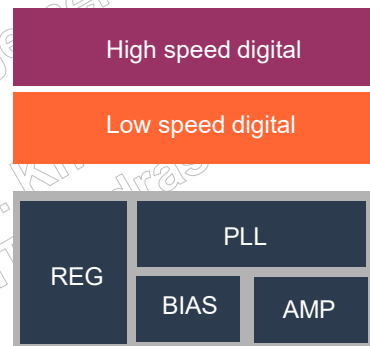 High speed digital
Low speed digital
PLL
REG
BIAS
AMP